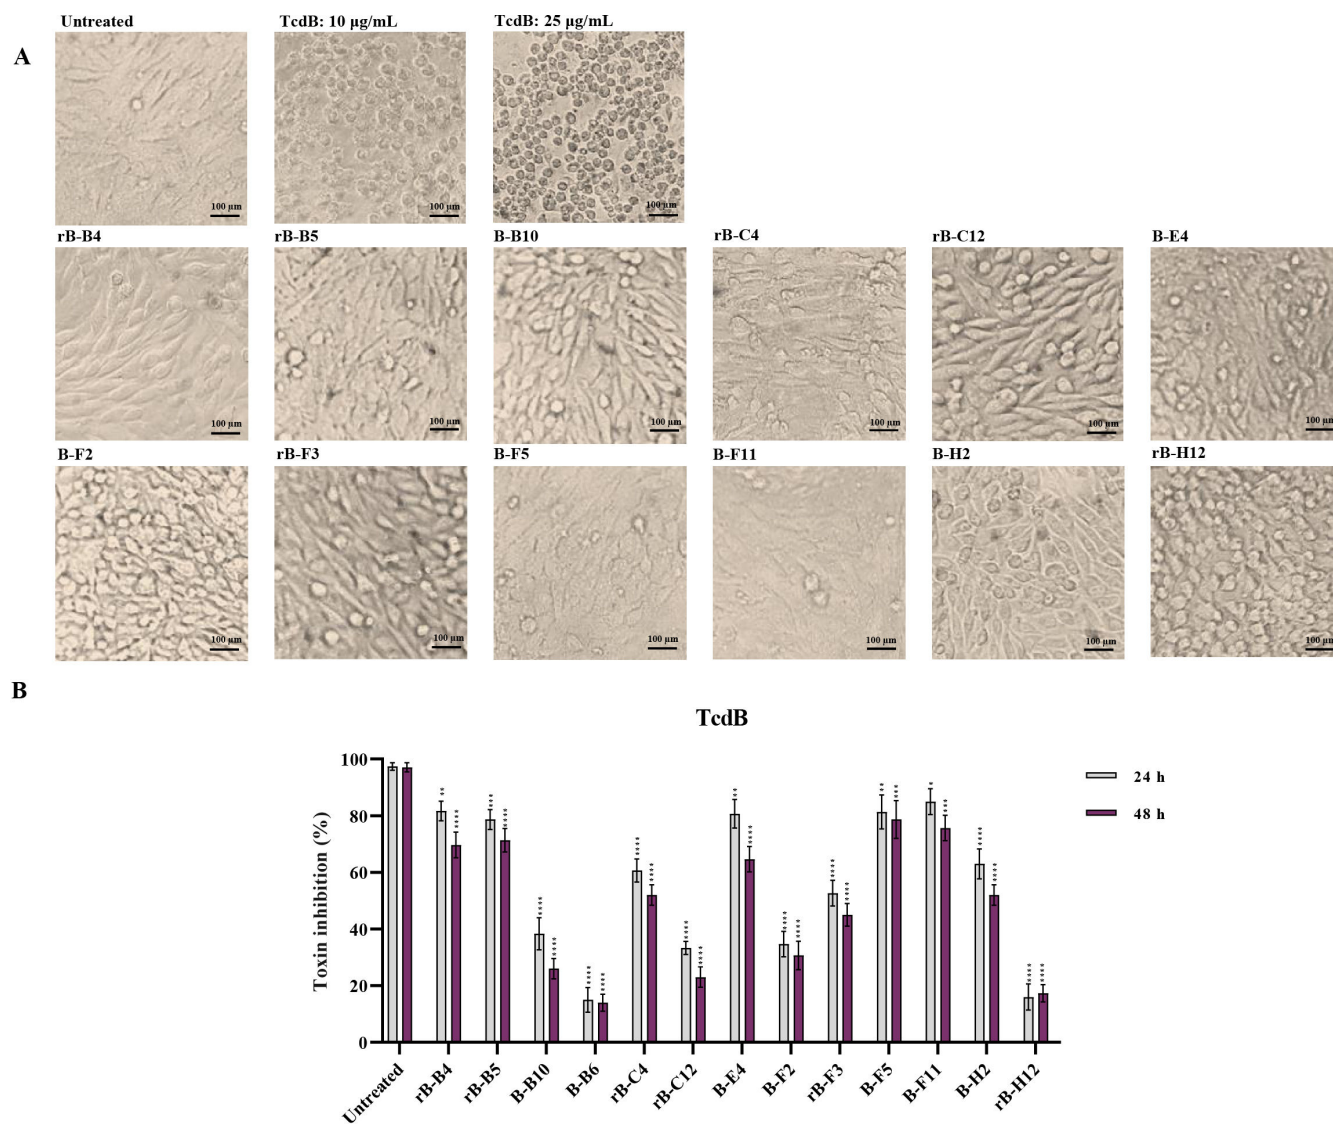 Untreated TcdB: 10 µg/mL TcdB: 25 µg/mL
A
100 µm 100 µm 100 µm
rB-B4 rB-B5 B-B10 rB-C4 rB-C12 B-E4
100 µm 100 µm 100 µm 100 µm 100 µm 100 µm
B-F2 rB-F3 B-F5 B-F11 B-H2 rB-H12
100 µm 100 µm 100 µm 100 µm 100 µm 100 µm
B
TcdB
Toxin inhibition (%)
100
80
60
40
20
0
** **** *** **** **** **** **** **** **** **** **** **** ** **** **** **** **** **** ** *** * *** **** **** **** ****
Untreated rB-B4 rB-B5 B-B10 B-B6 rB-C4 rB-C12 B-E4 B-F2 rB-F3 B-F5 B-F11 B-H2 rB-H12
24 h
48 h